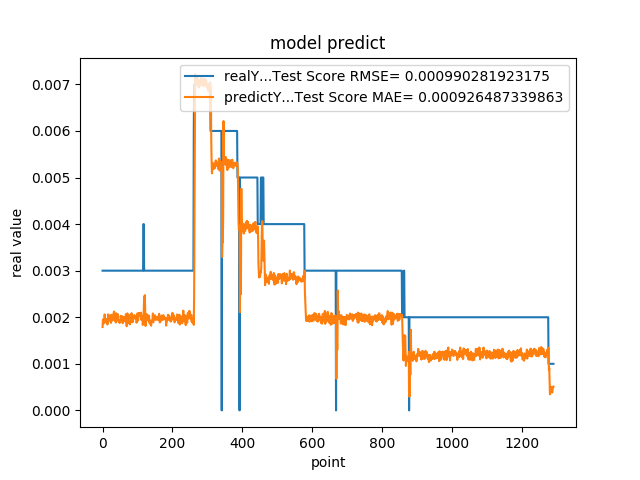 model predict
realY...Test Score RMSE= 0.000990281923175
predictY...Test Score MAE= 0.000926487339863
0.007
0.006
0.005
0.004
0.003
0.002
0.001
0.000
real value
0 200 400 600 800 1000 1200
point